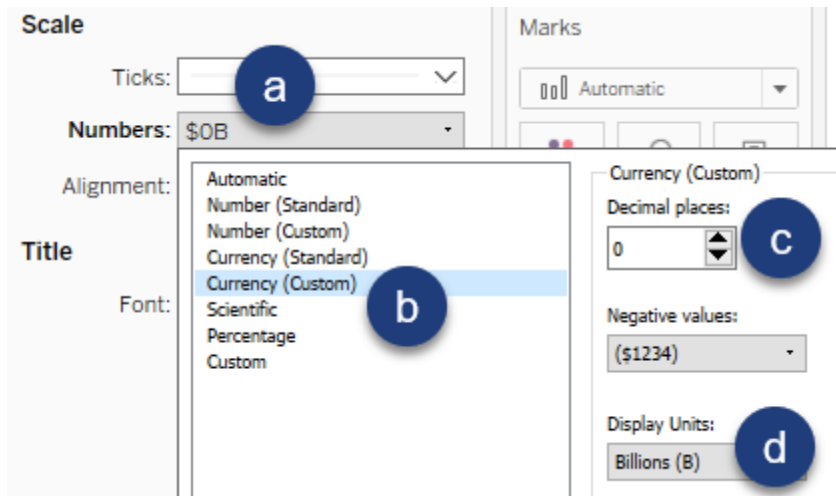 Scale
Ticks:
a
Numbers:
$0B
Alignment:
Title
Font:
Automatic
Number (Standard)
Number (Custom)
Currency (Standard)
Currency (Custom)
Scientific
Percentage
Custom
b
Marks
Automatic
Currency (Custom)
Decimal places:
0
c
Negative values:
($1234)
Display Units:
Billions (B)
d